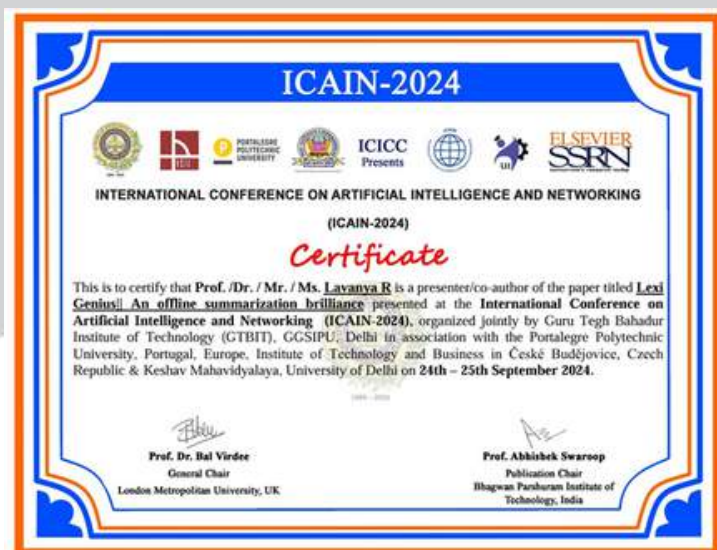 ICAIN-2024
PORTALEGRE
POLYTECHNIC
UNIVERSITY
ICICC
Presents
UI
ELSEVIER
SSRN
INTERNATIONAL CONFERENCE ON ARTIFICIAL INTELLIGENCE AND NETWORKING
(ICAIN-2024)
Certificate
This is to certify that Prof. /Dr. / Mr. / Ms. Lavanya R is a presenter/co-author of the paper titled Lexi
Genius|| An offline summarization brilliance presented at the International Conference on
Artificial Intelligence and Networking (ICAIN-2024), organized jointly by Guru Tegh Bahadur
Institute of Technology (GTBIT), GGSIPU, Delhi in association with the Portalegre Polytechnic
University, Portugal, Europe, Institute of Technology and Business in České Budějovice, Czech
Republic & Keshav Mahavidyalaya, University of Delhi on 24th – 25th September 2024.
Prof. Dr. Bal Virdee
General Chair
London Metropolitan University, UK
Prof. Abhishek Swaroop
Publication Chair
Bhagwan Parshuram Institute of
Technology, India